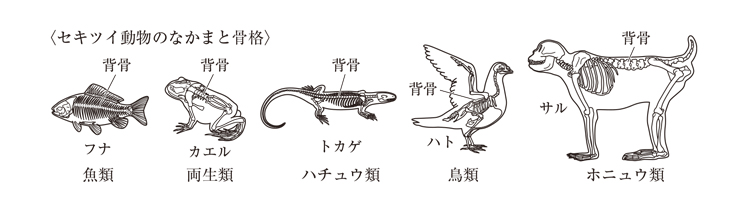 〈セキツイ動物のなかまと骨格〉
背骨
フナ
魚類
背骨
カエル
両生類
背骨
トカゲ
ハチュウ類
背骨
ハト
鳥類
背骨
サル
ホニュウ類